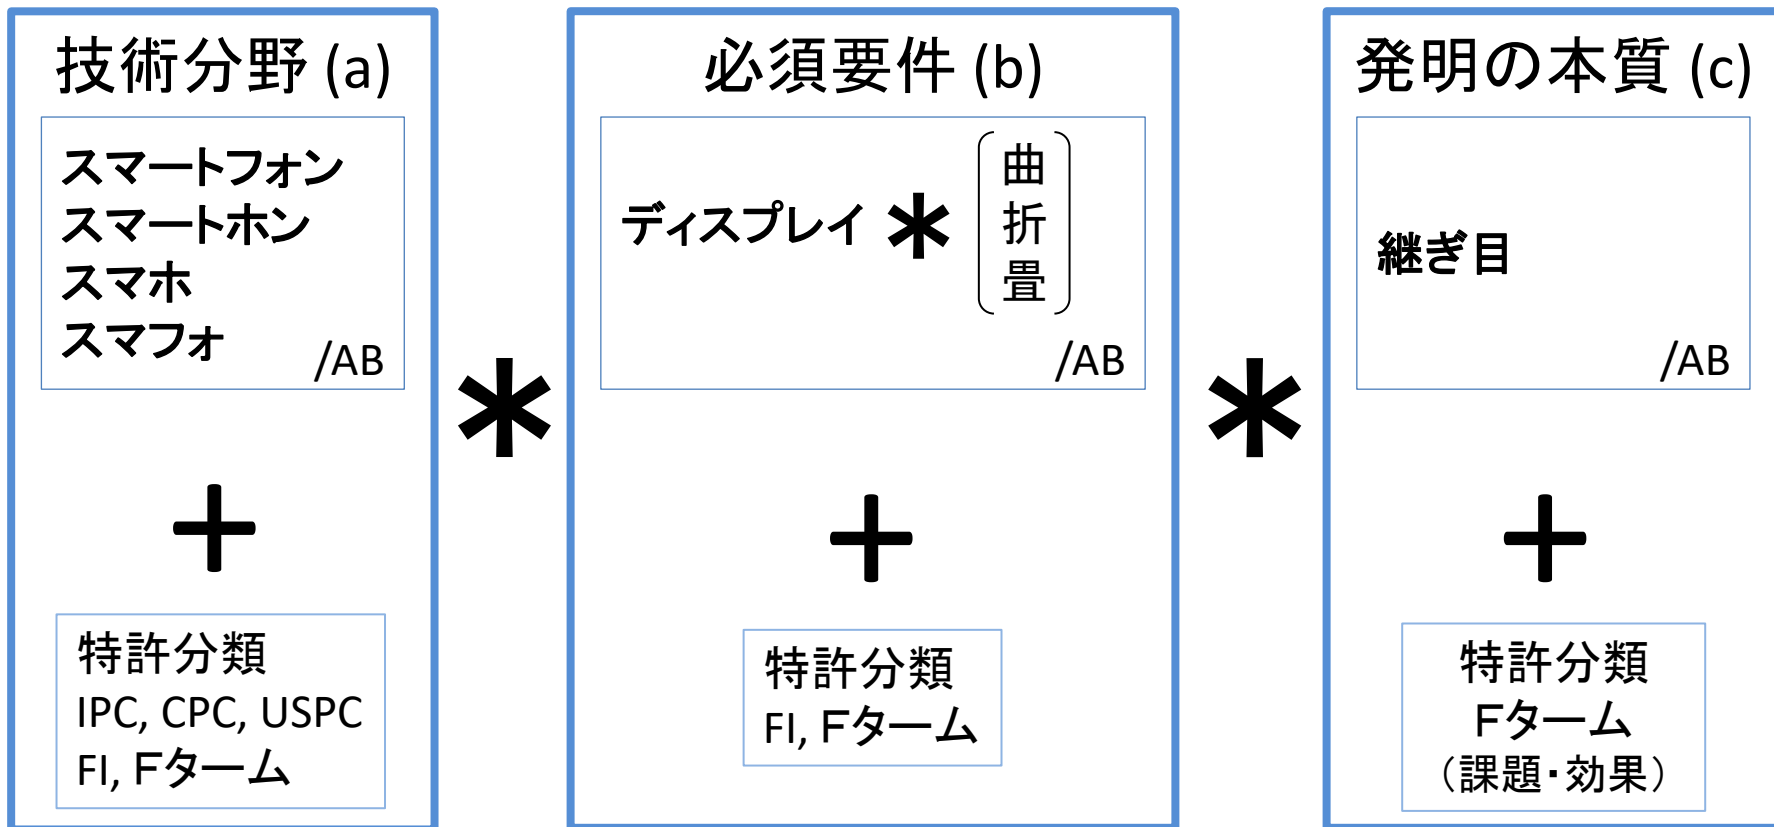 技術分野 (a)
スマートフォン
スマートホン
スマホ
スマフォ
/AB
+
特許分類
IPC, CPC, USPC
FI, Fターム
*
必須要件 (b)
ディスプレイ *
曲
折
畳
/AB
+
特許分類
FI, Fターム
*
発明の本質 (c)
継ぎ目
/AB
+
特許分類
Fターム
(課題・効果)